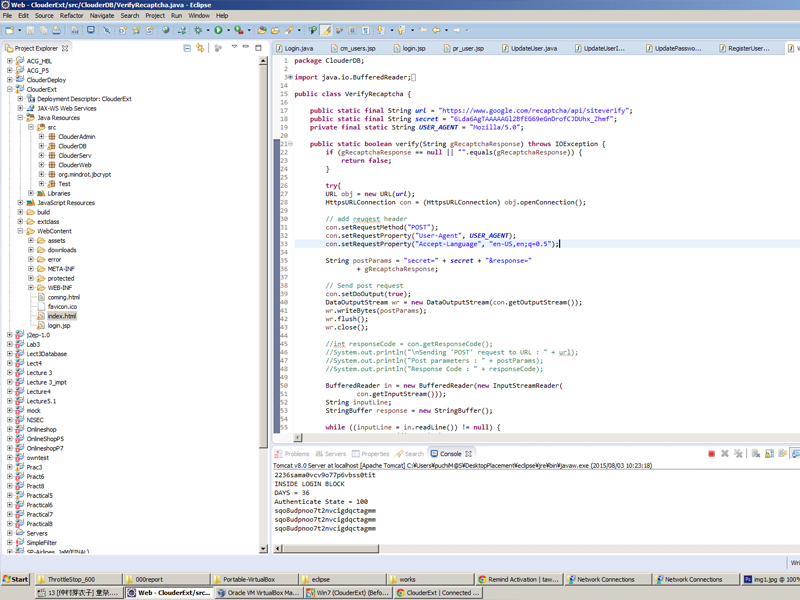 Web - ClouderExt/src/ClouderDB/VerifyRecaptcha.java - Eclipse
File Edit Source Refactor Navigate Search Project Run Window Help
Project Explorer
ACG_HBL
ACG_P5
ClouderDeploy
ClouderExt
Deployment Descriptor: ClouderExt
JAX-WS Web Services
Java Resources
src
ClouderAdmin
ClouderDB
ClouderServ
ClouderWeb
org.mindrot.jbcrypt
Test
Libraries
JavaScript Resources
build
extclass
WebContent
assets
downloads
error
META-INF
protected
WEB-INF
coming.html
favicon.ico
index.html
login.jsp
j2ep-1.0
Lab3
Lect3Database
Lect4
Lecture 3
Lecture 3_impt
Lecture4
Lecture5.1
mock
NISEC
Onlineshop
OnlineShopP5
OnlineshopP7
owntest
Prac3
Pract6
Pract8
Practical5
Practical6
Practical7
Practical8
Servers
SimpleFilter
SP-Airlines_JaM(FINAL)
Login.java cm_users.jsp login.jsp pr_user.jsp UpdateUser.java UpdateUserI... UpdatePasswo... RegisterUser...
1 package ClouderDB;
2
3 import java.io.BufferedReader;
14
15 public class VerifyRecaptcha {
16
17 public static final String url = "https://www.google.com/recaptcha/api/siteverify";
18 public static final String secret =
19 private final static String USER_AGENT = "Mozilla/5.0";
20
21 public static boolean verify(String gRecaptchaResponse) throws IOException {
22 if (gRecaptchaResponse == null || "".equals(gRecaptchaResponse)) {
23 return false;
24 }
25
26 try{
27 URL obj = new URL(url);
28 HttpsURLConnection con = (HttpsURLConnection) obj.openConnection();
29
30 // add reuqest header
31 con.setRequestMethod("POST");
32 con.setRequestProperty("User-Agent", USER_AGENT);
33 con.setRequestProperty("Accept-Language", "en-US,en;q=0.5");
34
35 String postParams = "secret=" + secret + "&response="
36 + gRecaptchaResponse;
37
38 // Send post request
39 con.setDoOutput(true);
40 DataOutputStream wr = new DataOutputStream(con.getOutputStream());
41 wr.writeBytes(postParams);
42 wr.flush();
43 wr.close();
44
45 //int responseCode = con.getResponseCode();
46 //System.out.println("\nSending 'POST' request to URL : " + url);
47 //System.out.println("Post parameters : " + postParams);
48 //System.out.println("Response Code : " + responseCode);
49
50 BufferedReader in = new BufferedReader(new InputStreamReader(
51 con.getInputStream()));
52 String inputLine;
53 StringBuffer response = new StringBuffer();
54
55 while ((inputLine = in.readLine()) != null) {
Problems Servers Properties Search Console
Tomcat v8.0 Server at localhost [Apache Tomcat] C:¥Users¥puchiM@S¥DesktopPlacement¥eclipse¥jre¥bin¥javaw.exe (2015/08/03 10:23:18)
2236sama0vcv9o77p6vbss0tit
INSIDE LOGIN BLOCK
DAYS = 36
Authenticate State = 100
sqo8udpnoo7t2nvcigdqctagmm
sqo8udpnoo7t2nvcigdqctagmm
sqo8udpnoo7t2nvcigdqctagmm
Start ThrottleStop_600 000report Portable-VirtualBox eclipse works Remind Activation | taw... Network Connections Network Connections mg1.jpg @ 100%
Web - ClouderExt/src... Oracle VM VirtualBox Ma... Win7 (ClouderExt) (Befo... ClouderExt | Connected ...